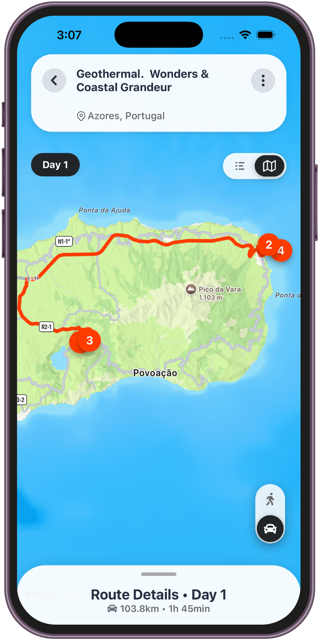 3:07
Geothermal. Wonders &
Coastal Grandeur
Azores, Portugal
Day 1
Ponta da Ajuda
N1-1ª
2
4
Pico da Vara
1.103 m
Ponta
R2-1
3
Povoação
Route Details • Day 1
103.8km • 1h 45min